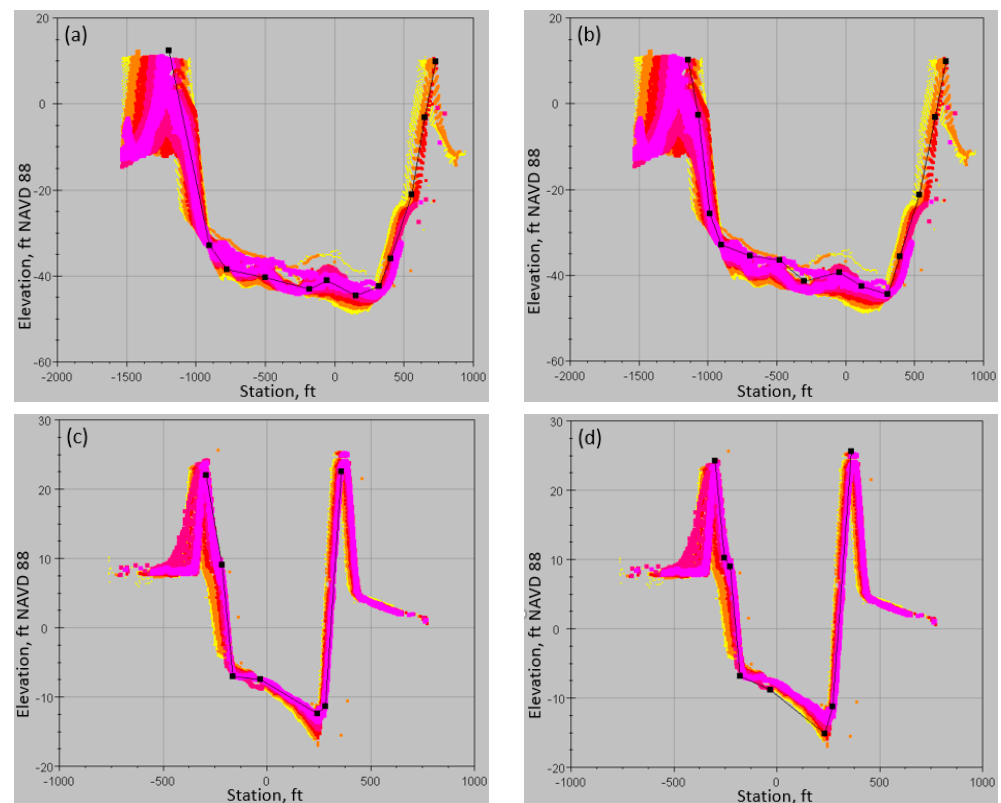 (a)
20
0
-20
-40
-60
Elevation, ft NAVD 88
-2000 -1500 -1000 -500 0 500 1000
Station, ft
(b)
20
0
-20
-40
-60
Elevation, ft NAVD 88
-2000 -1500 -1000 -500 0 500 1000
Station, ft
(c)
30
20
10
0
-10
-20
Elevation, ft NAVD 88
-1000 -500 0 500 1000
Station, ft
(d)
30
20
10
0
-10
-20
Elevation, ft NAVD 88
-1000 -500 0 500 1000
Station, ft